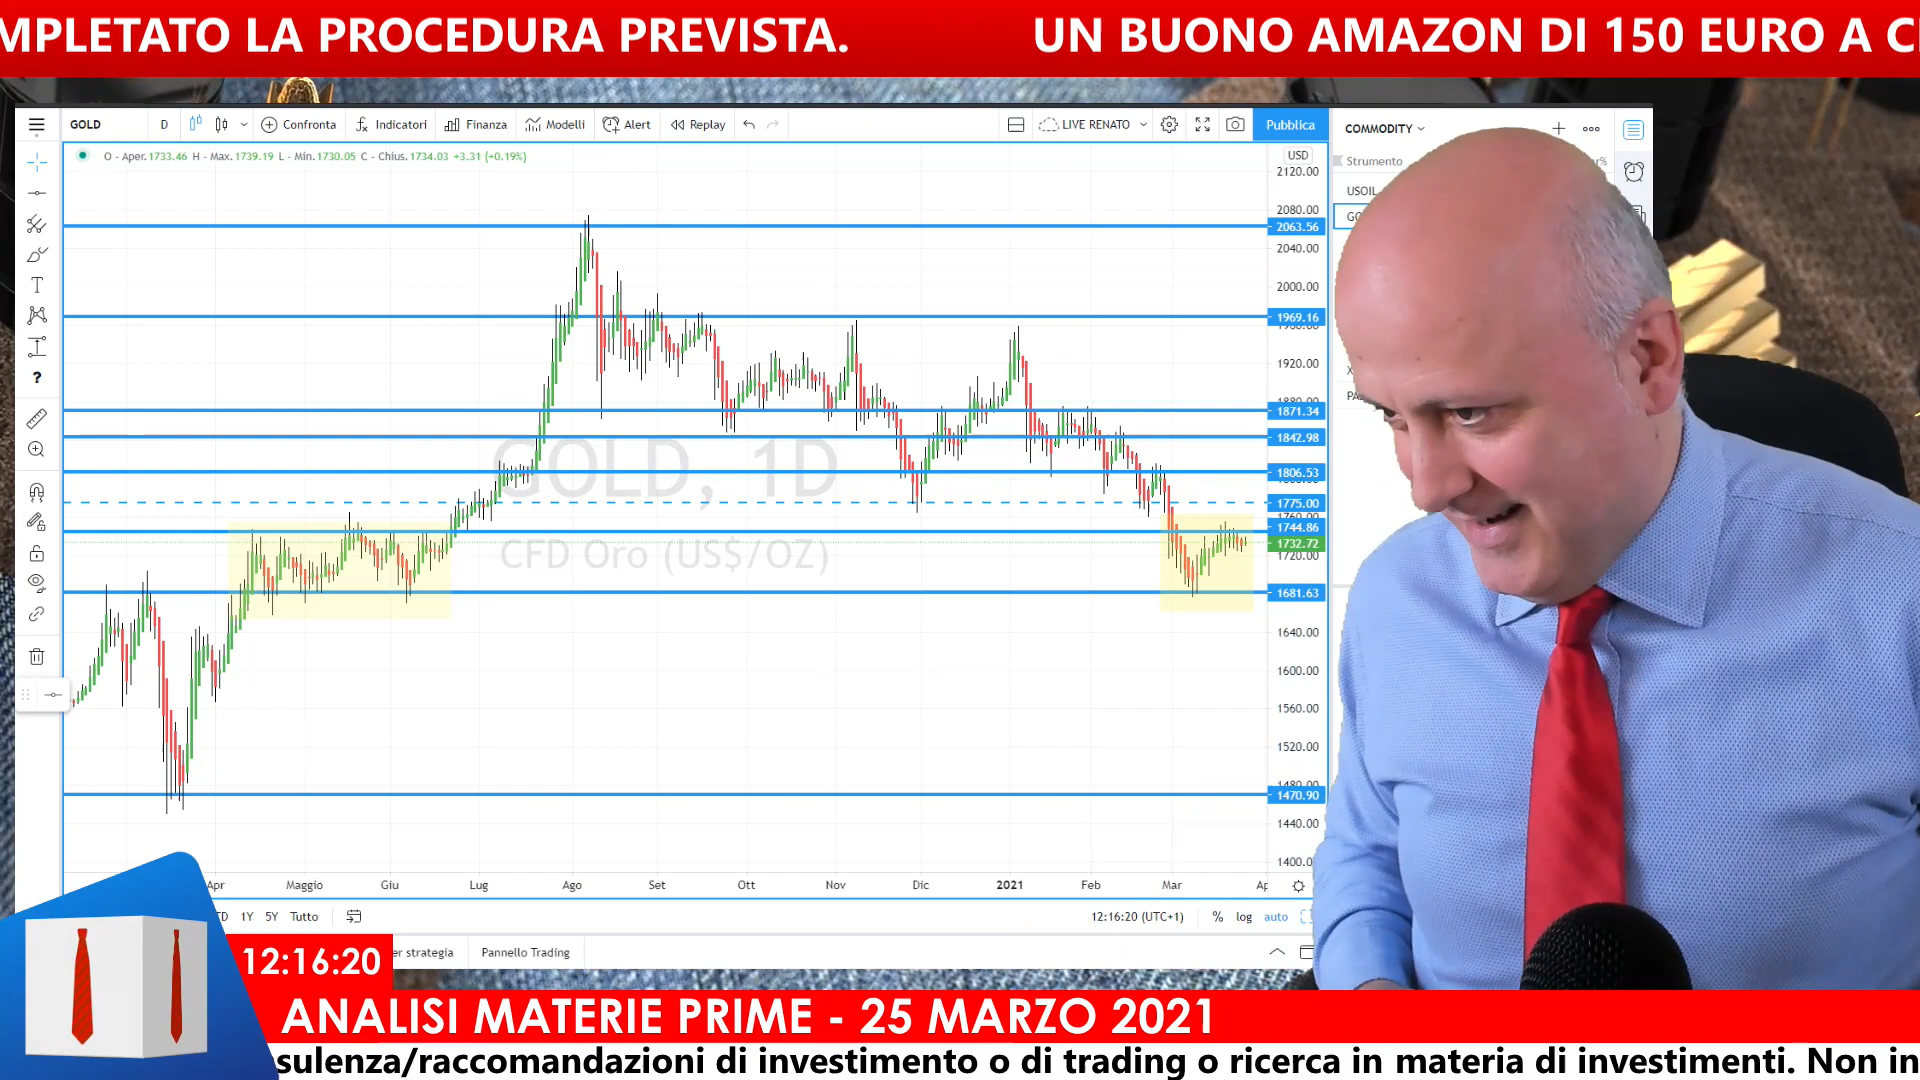 MPLETATO LA PROCEDURA PREVISTA. UN BUONO AMAZON DI 150 EURO A C
GOLD D Confronta Indicatori Finanza Modelli Alert Replay LIVE RENATO Pubblica
COMMODITY
O - Aper.1733.46 H - Max.1739.19 L - Min.1730.05 C - Chius.1734.03 +3.31 (+0.19%)
USD
Strumento
USOIL
2120.00
2080.00
2063.56
2040.00
2000.00
1969.16
1920.00
1871.34
1842.98
1806.53
1775.00
1744.86
1732.72
1720.00
1681.63
1640.00
1600.00
1560.00
1520.00
1470.90
1440.00
1400.0
GOLD, 1D
CFD Oro (US$/OZ)
Apr Maggio Giu Lug Ago Set Ott Nov Dic 2021 Feb Mar Ap
1Y 5Y Tutto 12:16:20 (UTC+1) % log auto
er strategia Pannello Trading
12:16:20
ANALISI MATERIE PRIME - 25 MARZO 2021
sulenza/raccomandazioni di investimento o di trading o ricerca in materia di investimenti. Non in